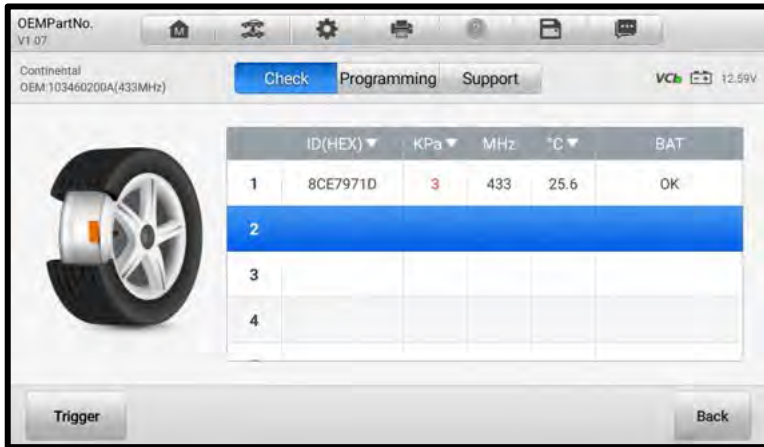 OEMPartNo.
V1.07
M
Continental
OEM:103460200A(433MHz)
Check Programming Support
VCI 12.59V
ID(HEX)▼ KPa▼ MHz °C▼ BAT
1 8CE7971D 3 433 25.6 OK
2
3
4
Trigger Back